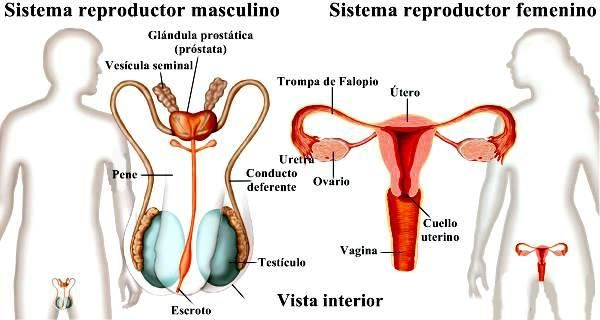 Sistema reproductor masculino
Glándula prostática
(próstata)
Vesícula seminal
Pene
Conducto
deferente
Testículo
Escroto
Sistema reproductor femenino
Trompa de Falopio
Útero
Uretra
Ovario
Cuello
uterino
Vagina
Vista interior